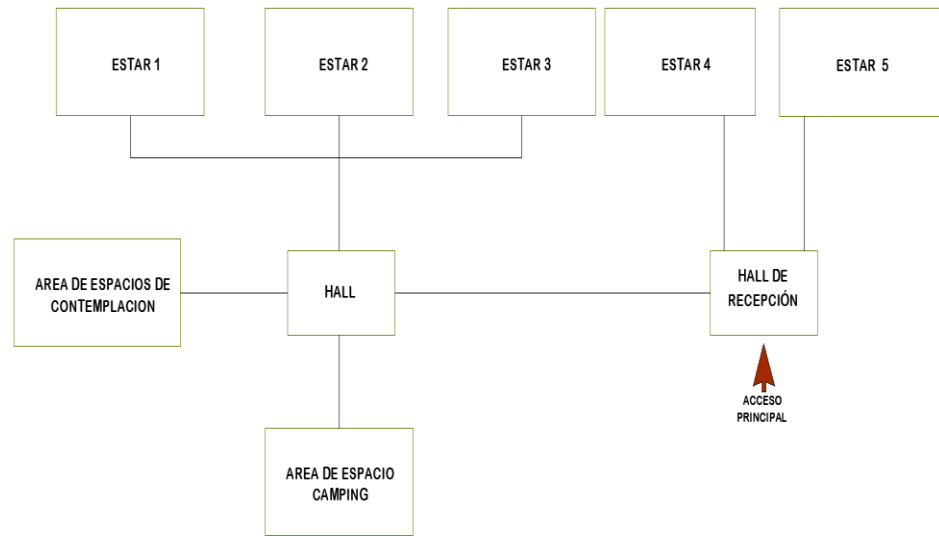 ESTAR 1
ESTAR 2
ESTAR 3
ESTAR 4
ESTAR 5
AREA DE ESPACIOS DE
CONTEMPLACION
HALL
HALL DE
RECEPCIÓN
ACCESO
PRINCIPAL
AREA DE ESPACIO
CAMPING